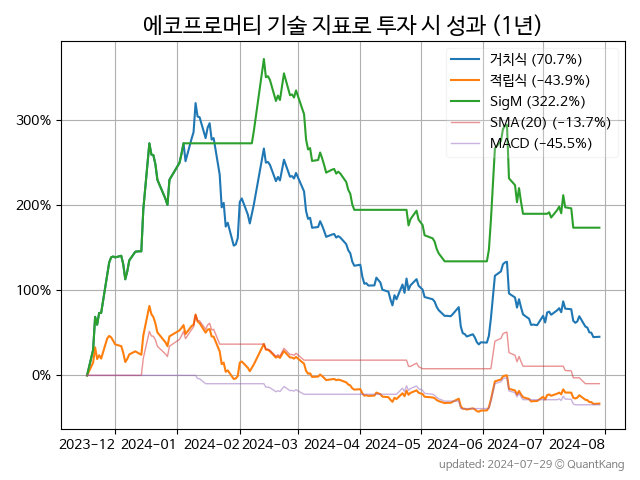 에코프로머티 기술 지표로 투자 시 성과 (1년)
거치식 (70.7%)
적립식 (−43.9%)
SigM (322.2%)
SMA(20) (−13.7%)
MACD (−45.5%)
300%
200%
100%
0%
2023-12 2024-01 2024-02 2024-03 2024-04 2024-05 2024-06 2024-07 2024-08
updated: 2024-07-29 @ QuantKang